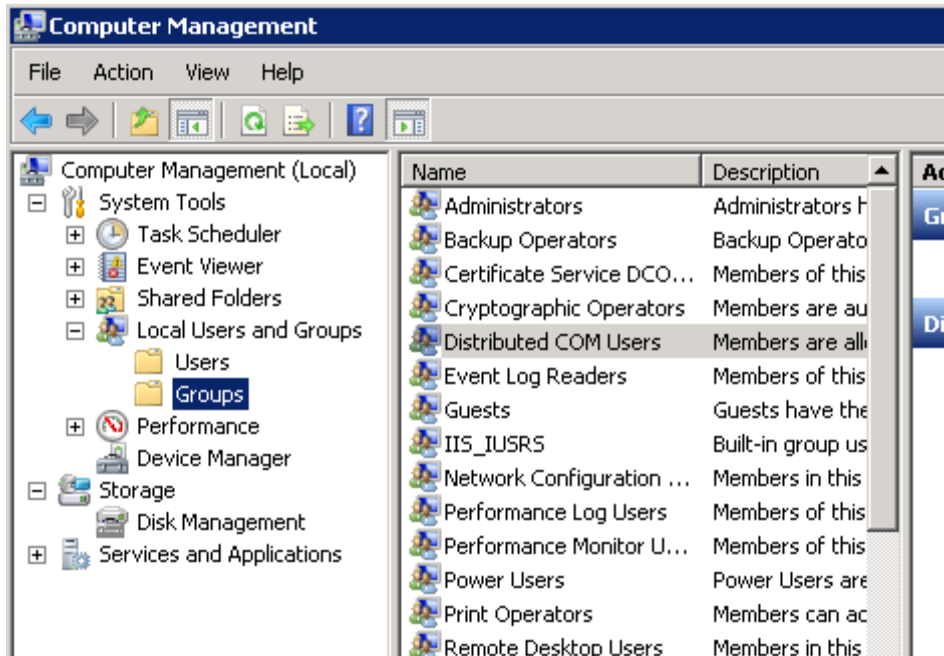 Computer Management
File Action View Help
Computer Management (Local)
System Tools
Task Scheduler
Event Viewer
Shared Folders
Local Users and Groups
Users
Groups
Performance
Device Manager
Storage
Disk Management
Services and Applications
Name Description
Administrators Administrators h
Backup Operators Backup Operato
Certificate Service DCO... Members of this
Cryptographic Operators Members are au
Distributed COM Users Members are all
Event Log Readers Members of this
Guests Guests have the
IIS_IUSRS Built-in group us
Network Configuration ... Members in this
Performance Log Users Members of this
Performance Monitor U... Members of this
Power Users Power Users are
Print Operators Members can ac
Remote Desktop Users Members in this
Ac
Gr
Di